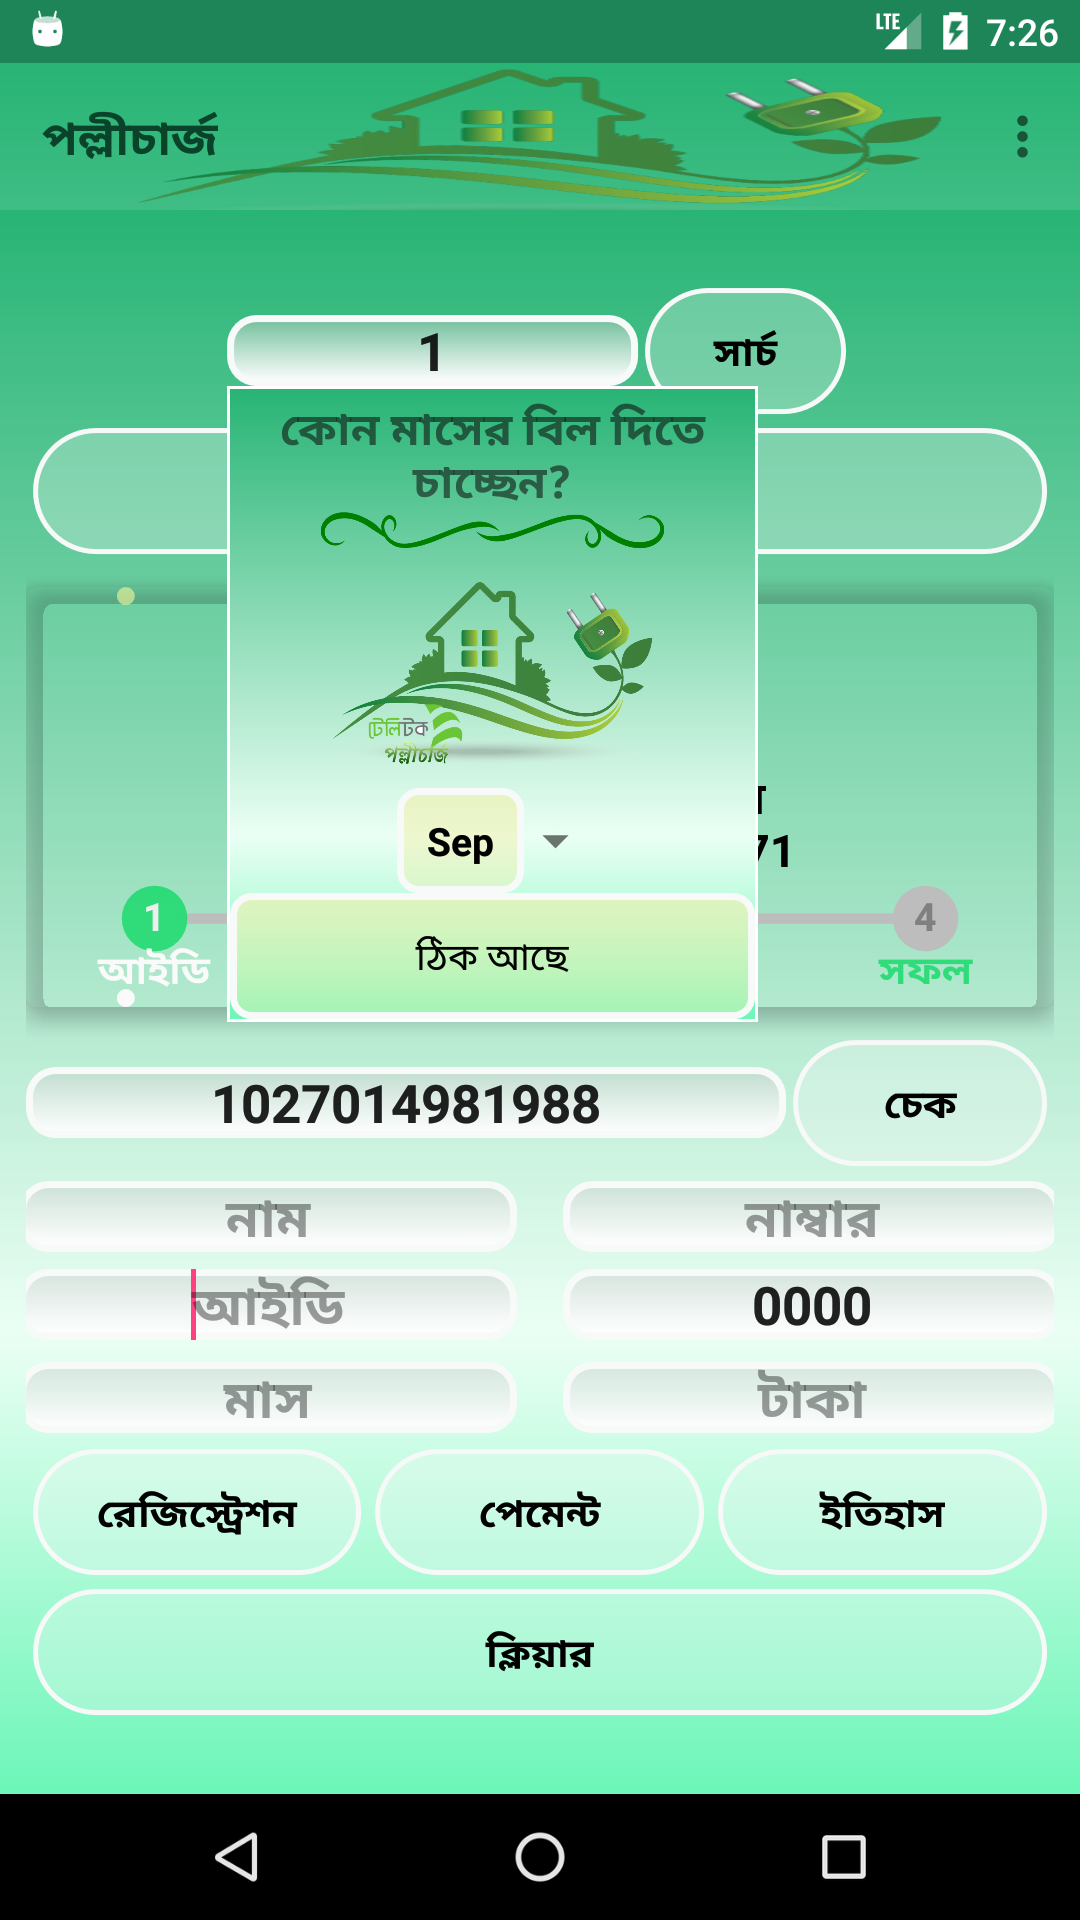 LTE 7:26
পল্লীচার্জ
1 সার্চ
কোন মাসের বিল দিতে
চাচ্ছেন?
টেলিটক
পল্লীচার্জ
Sep
71
1 4
আইডি সফল
ঠিক আছে
1027014981988 চেক
নাম নাম্বার
আইডি 0000
মাস টাকা
রেজিস্ট্রেশন পেমেন্ট ইতিহাস
ক্লিয়ার